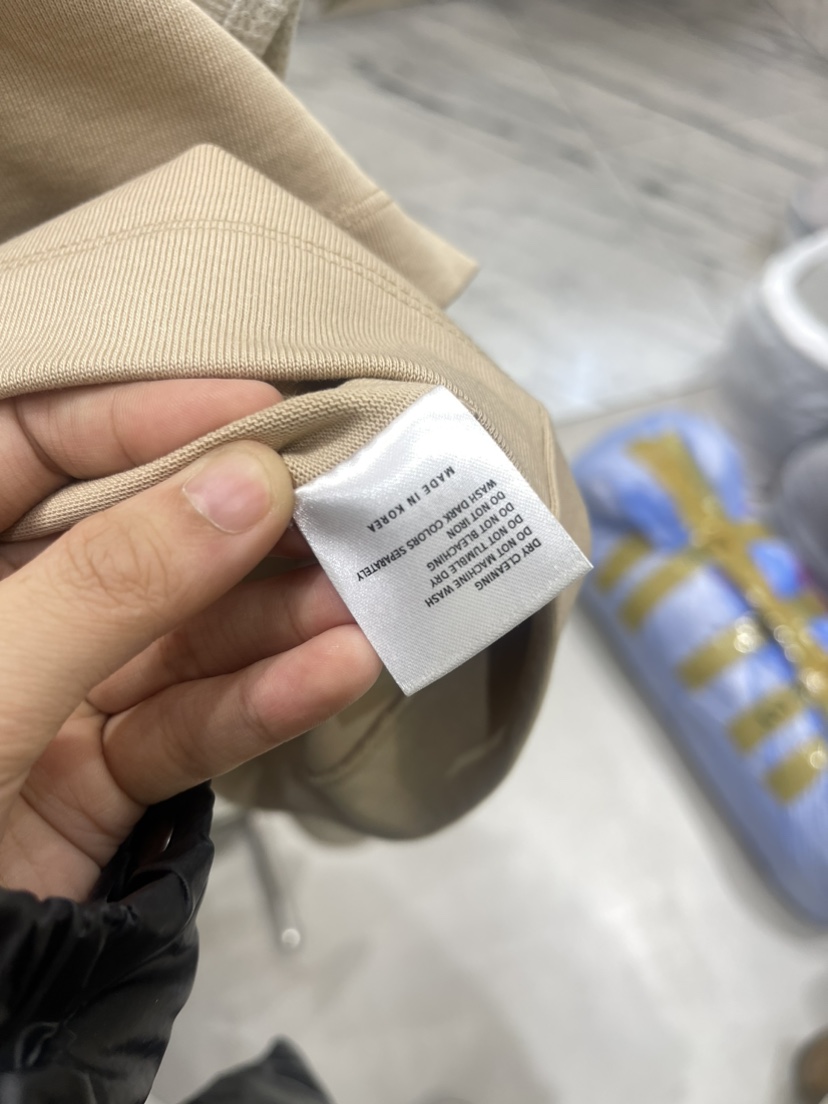 DRY CLEANING
DO NOT MACHINE WASH
DO NOT TUMBLE DRY
DO NOT BLEACHING
DO NOT IRON
WASH DARK COLORS SEPARATELY
MADE IN KOREA